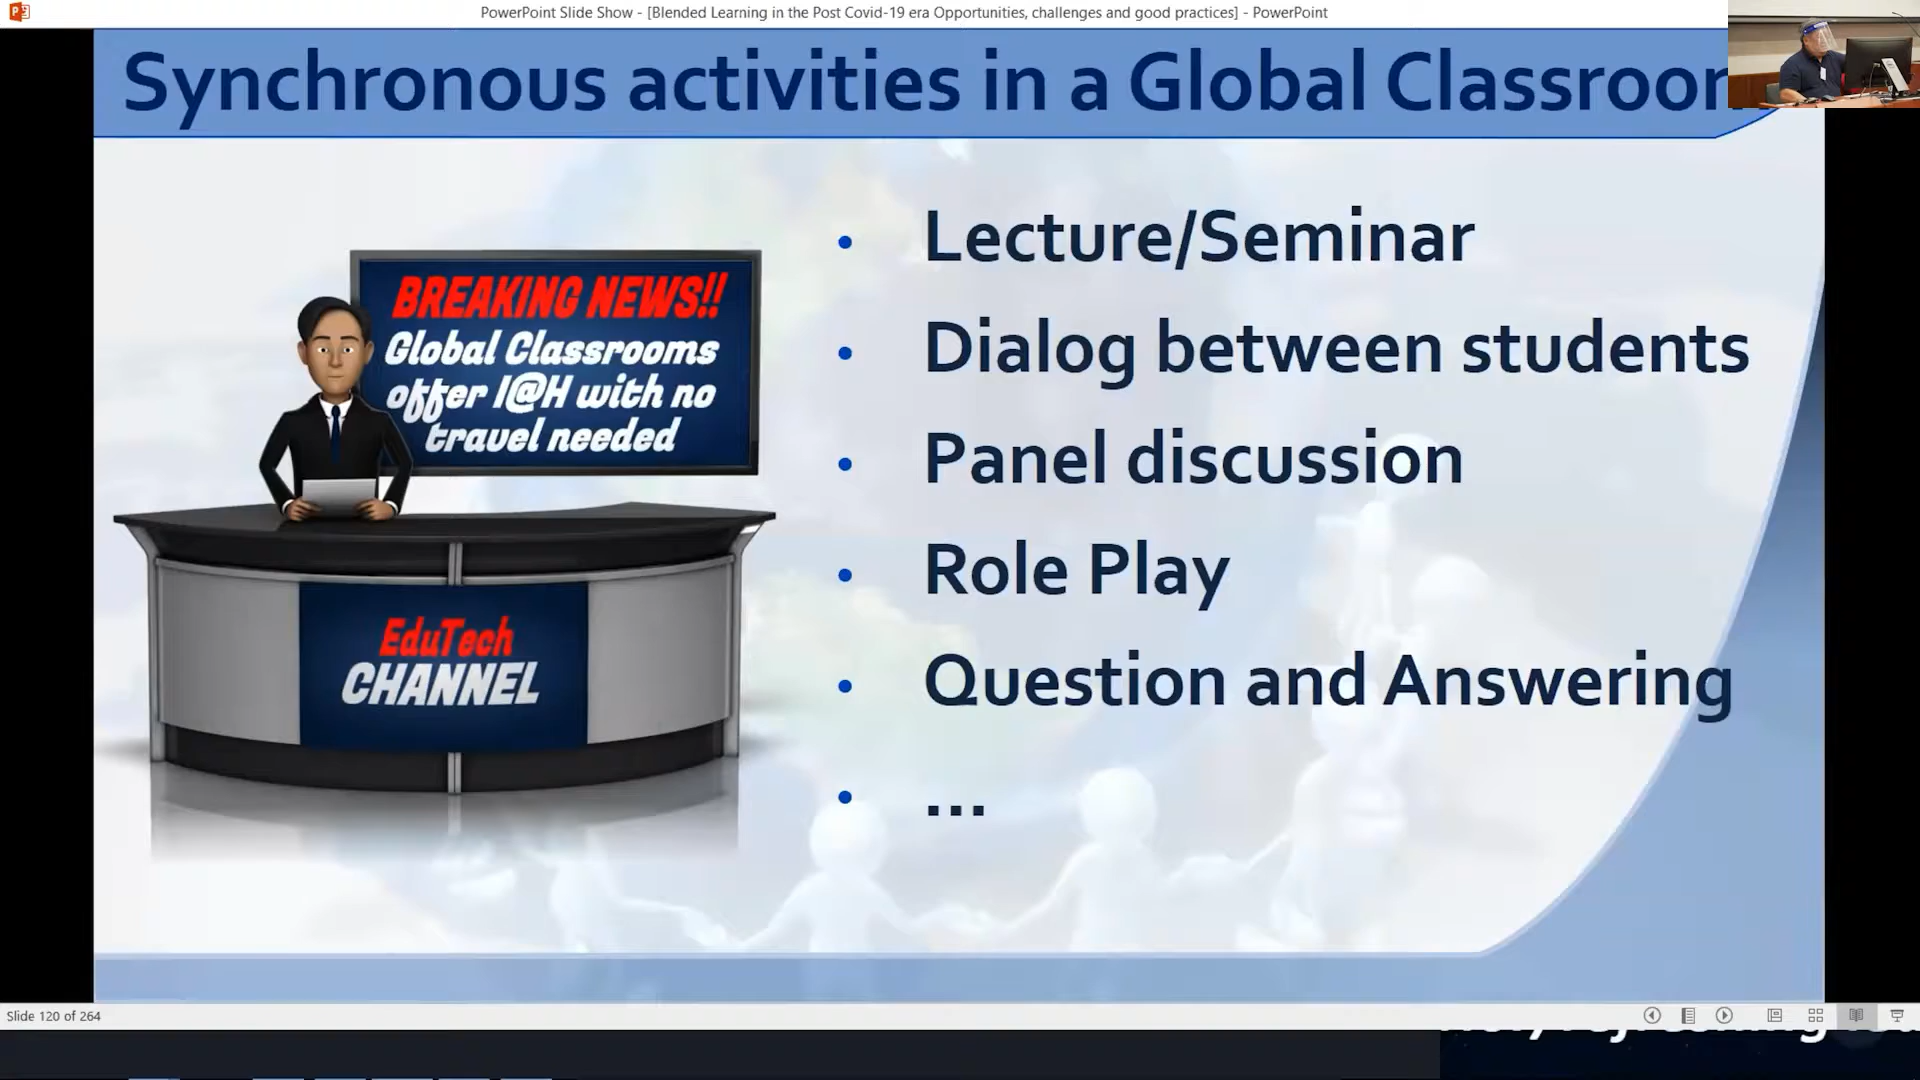 PowerPoint Slide Show - [Blended Learning in the Post Covid-19 era Opportunities, challenges and good practices] - PowerPoint
Synchronous activities in a Global Classroom
BREAKING NEWS!!
Global Classrooms
offer I@H with no
travel needed
EduTech
CHANNEL
• Lecture/Seminar
• Dialog between students
• Panel discussion
• Role Play
• Question and Answering
• ...
Slide 120 of 264